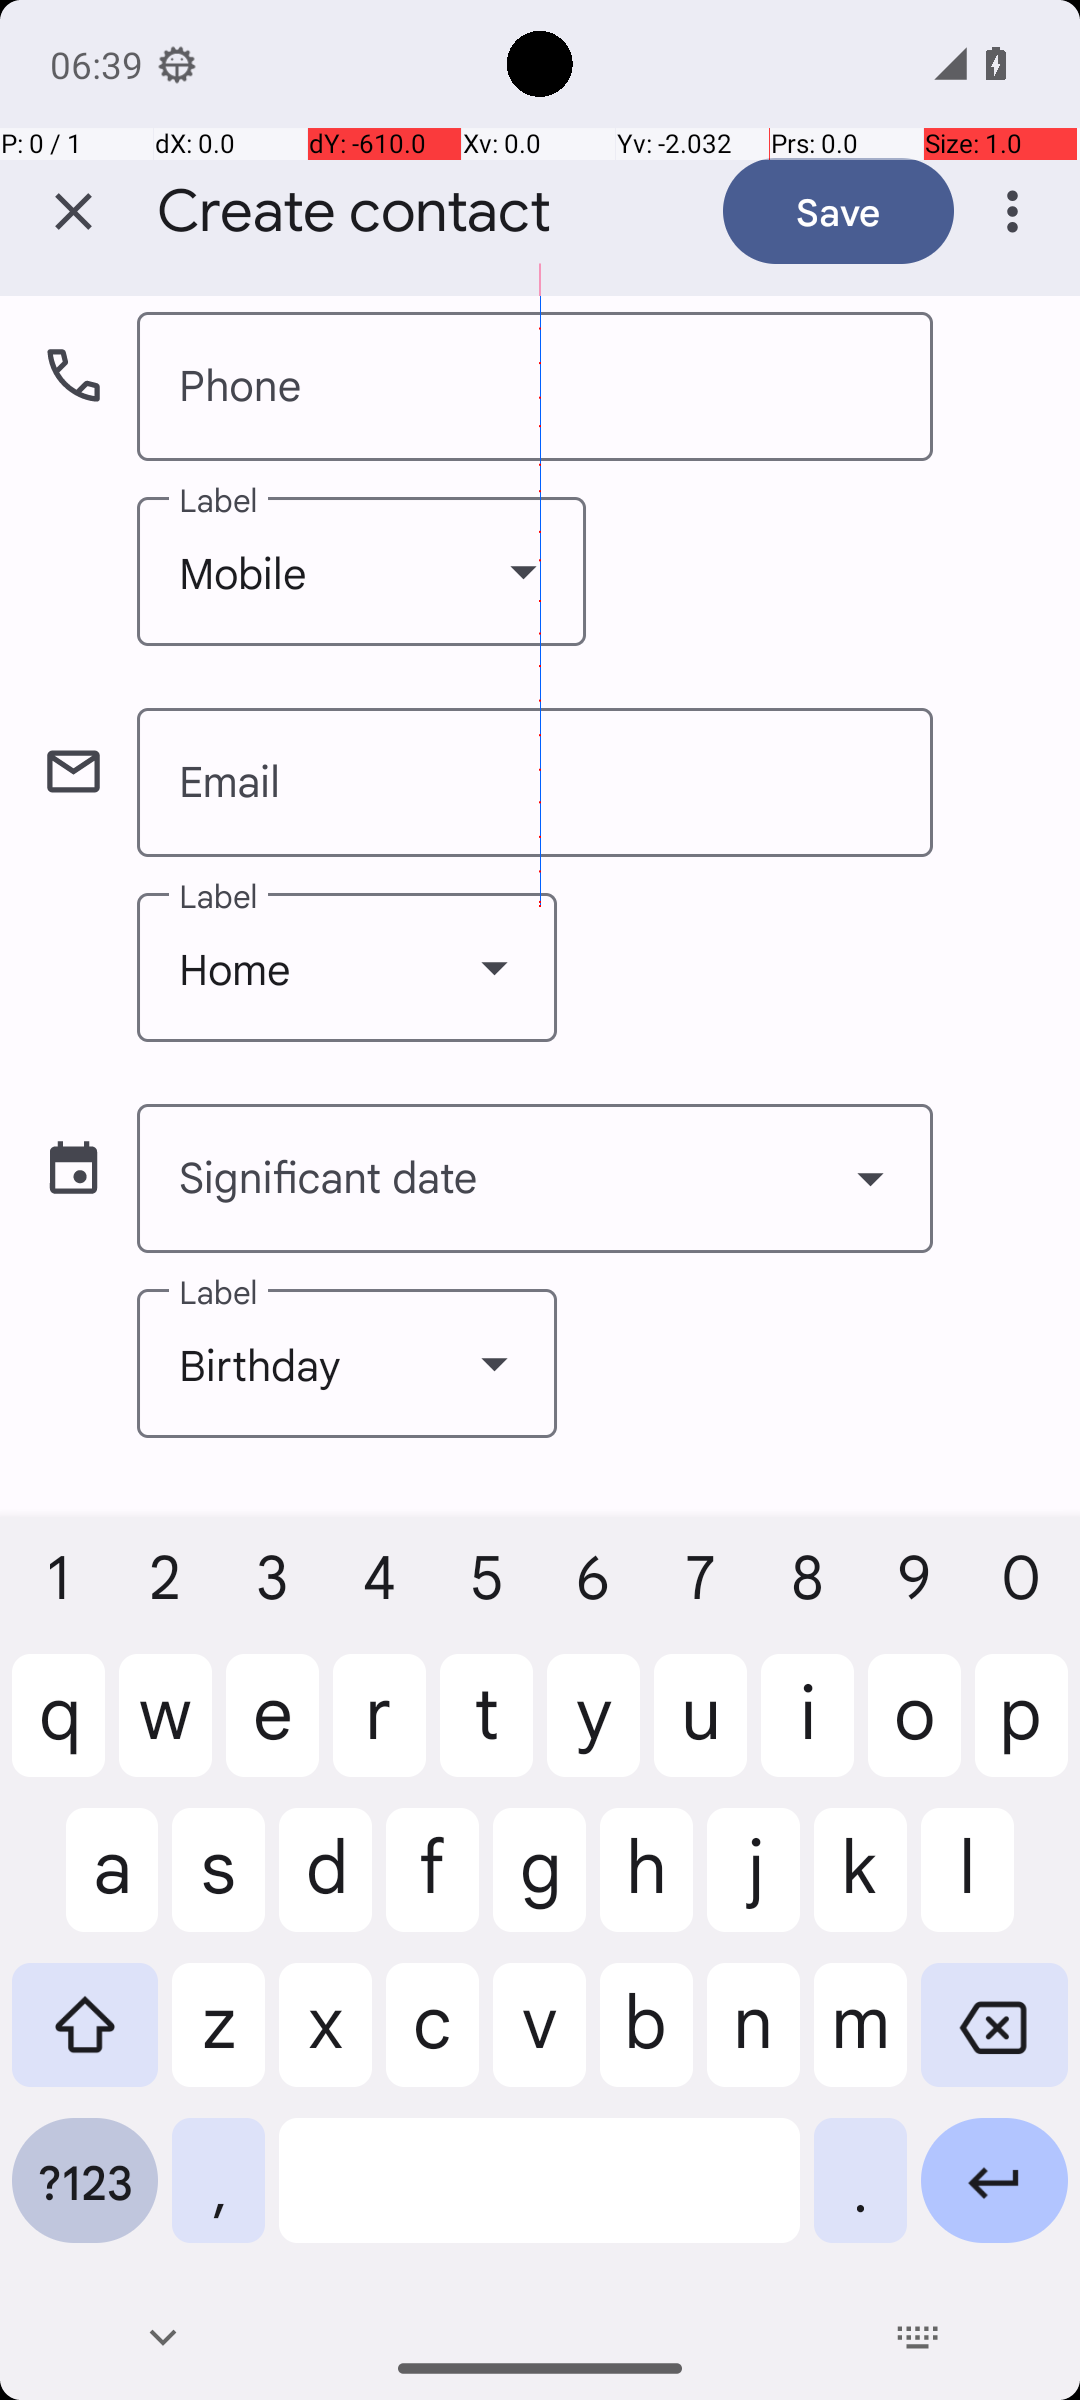 06:39
P: 0 / 1 dX: 0.0 dY: -610.0 Xv: 0.0 Yv: -2.032 Prs: 0.0 Size: 1.0
Create contact Save
Phone
Label
Mobile
Email
Label
Home
Significant date
Label
Birthday
1 2 3 4 5 6 7 8 9 0
q w e r t y u i o p
a s d f g h j k l
z x c v b n m
?123 , .